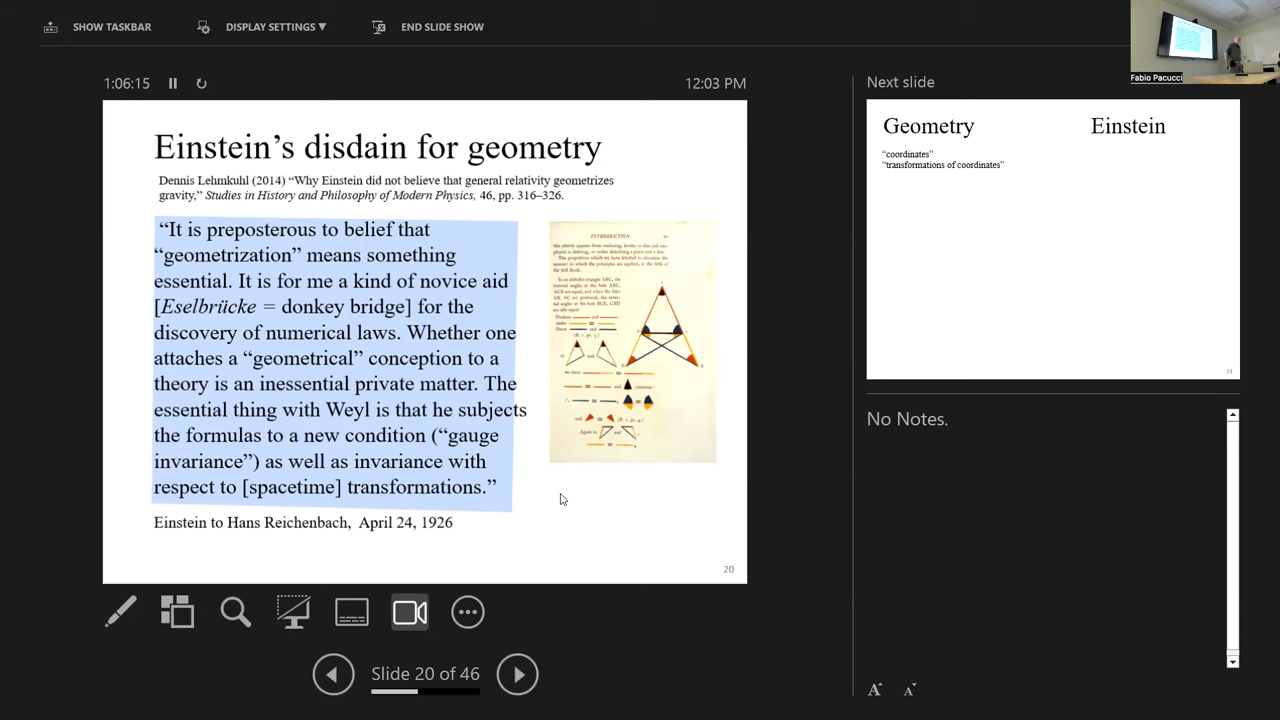 SHOW TASKBAR
DISPLAY SETTINGS ▼
END SLIDE SHOW
Fabio Pacucci
1:06:15
12:03 PM
Einstein’s disdain for geometry
Dennis Lehmkuhl (2014) “Why Einstein did not believe that general relativity geometrizes
gravity,” Studies in History and Philosophy of Modern Physics, 46, pp. 316–326.
“It is preposterous to belief that
“geometrization” means something
essential. It is for me a kind of novice aid
[Eselbrücke = donkey bridge] for the
discovery of numerical laws. Whether one
attaches a “geometrical” conception to a
theory is an inessential private matter. The
essential thing with Weyl is that he subjects
the formulas to a new condition (“gauge
invariance”) as well as invariance with
respect to [spacetime] transformations.”
Einstein to Hans Reichenbach, April 24, 1926
INTRODUCTION.
20
Slide 20 of 46
Next slide
Geometry
Einstein
“coordinates”
“transformations of coordinates”
21
No Notes.
A
A